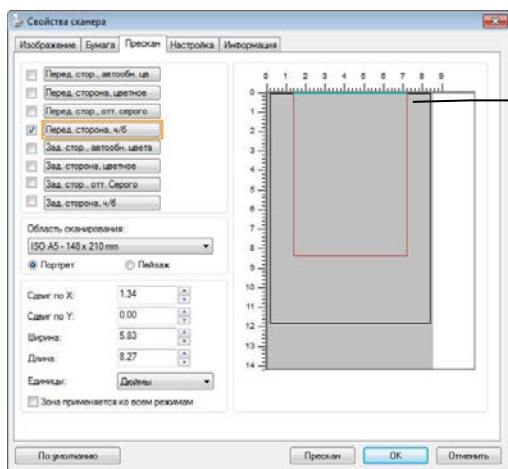 Свойства сканера
Изображение Бумага Прескан Настройка Информация
Перед. стор., автообн. цв
Перед. сторона, цветное
Перед. стор., отт. серого
Перед. сторона, ч/б
Зад. стор., автообн. цвета
Зад. сторона, цветное
Зад. стор., отт. Серого
Зад. сторона, ч/б
Область сканирования:
ISO A5 - 148 x 210 mm
Портрет Пейзаж
Сдвиг по X: 1.34
Сдвиг по Y: 0.00
Ширина: 5.83
Длина: 8.27
Единицы: Дюймы
Зона применяется ко всем режимам
0 1 2 3 4 5 6 7 8 9
0
1
2
3
4
5
6
7
8
9
10
11
12
13
14
По умолчанию Прескан OK Отменить